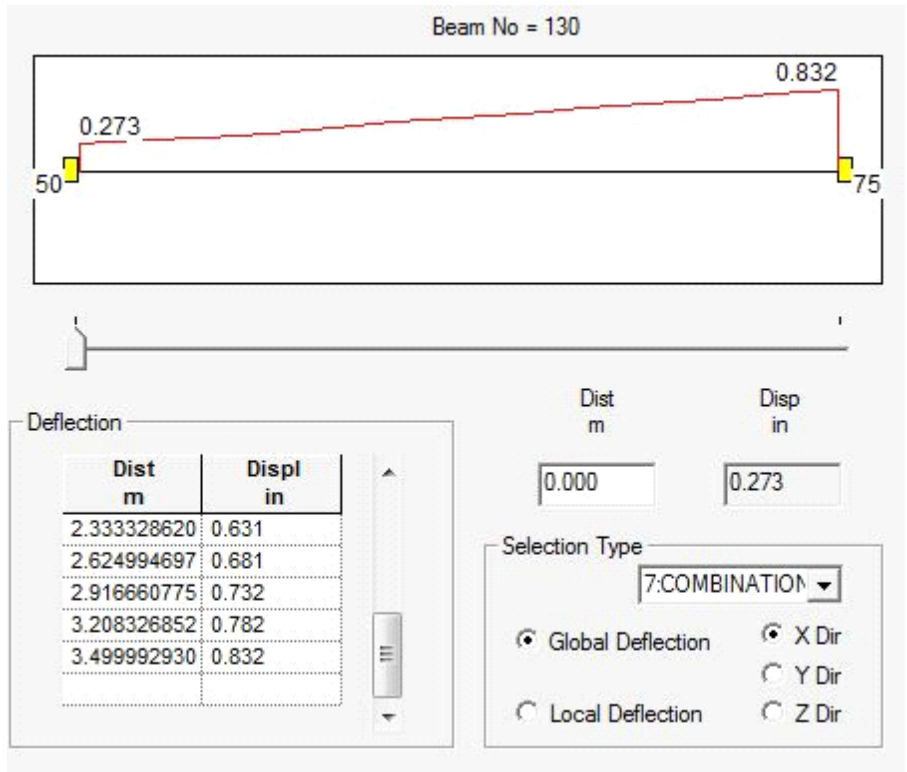 Beam No = 130
0.832
0.273
50
75
Dist
m
Disp
in
0.000
0.273
Deflection
Dist
m
Displ
in
2.333328620 0.631
2.624994697 0.681
2.916660775 0.732
3.208326852 0.782
3.499992930 0.832
Selection Type
7:COMBINATION
Global Deflection
X Dir
Y Dir
Local Deflection
Z Dir